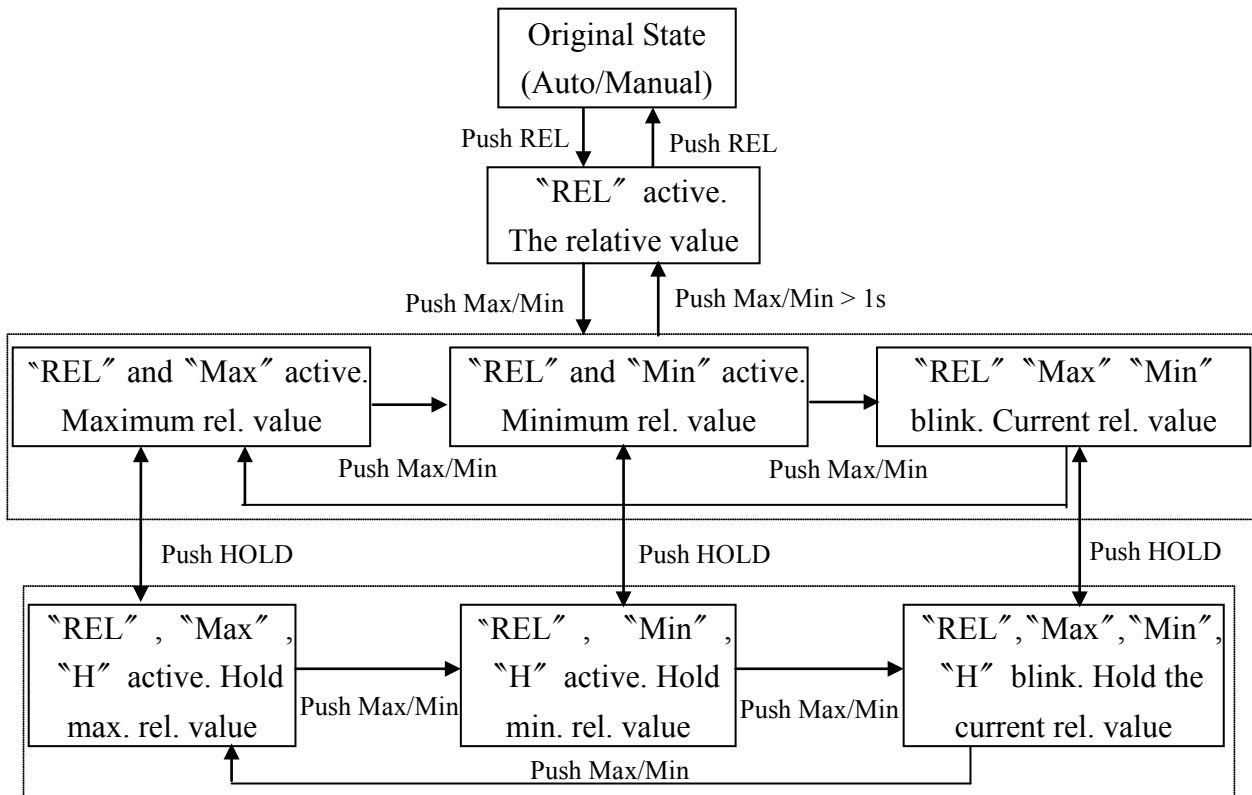 Original State
(Auto/Manual)
Push REL
Push REL
〝REL〞 active.
The relative value
Push Max/Min
Push Max/Min > 1s
〝REL〞 and 〝Max〞 active.
Maximum rel. value
〝REL〞 and 〝Min〞 active.
Minimum rel. value
〝REL〞 〝Max〞 〝Min〞
blink. Current rel. value
Push Max/Min
Push Max/Min
Push HOLD
Push HOLD
Push HOLD
〝REL〞 , 〝Max〞 ,
〝H〞 active. Hold
max. rel. value
〝REL〞 , 〝Min〞 ,
〝H〞 active. Hold
min. rel. value
〝REL〞,〝Max〞,〝Min〞,
〝H〞 blink. Hold the
current rel. value
Push Max/Min
Push Max/Min
Push Max/Min